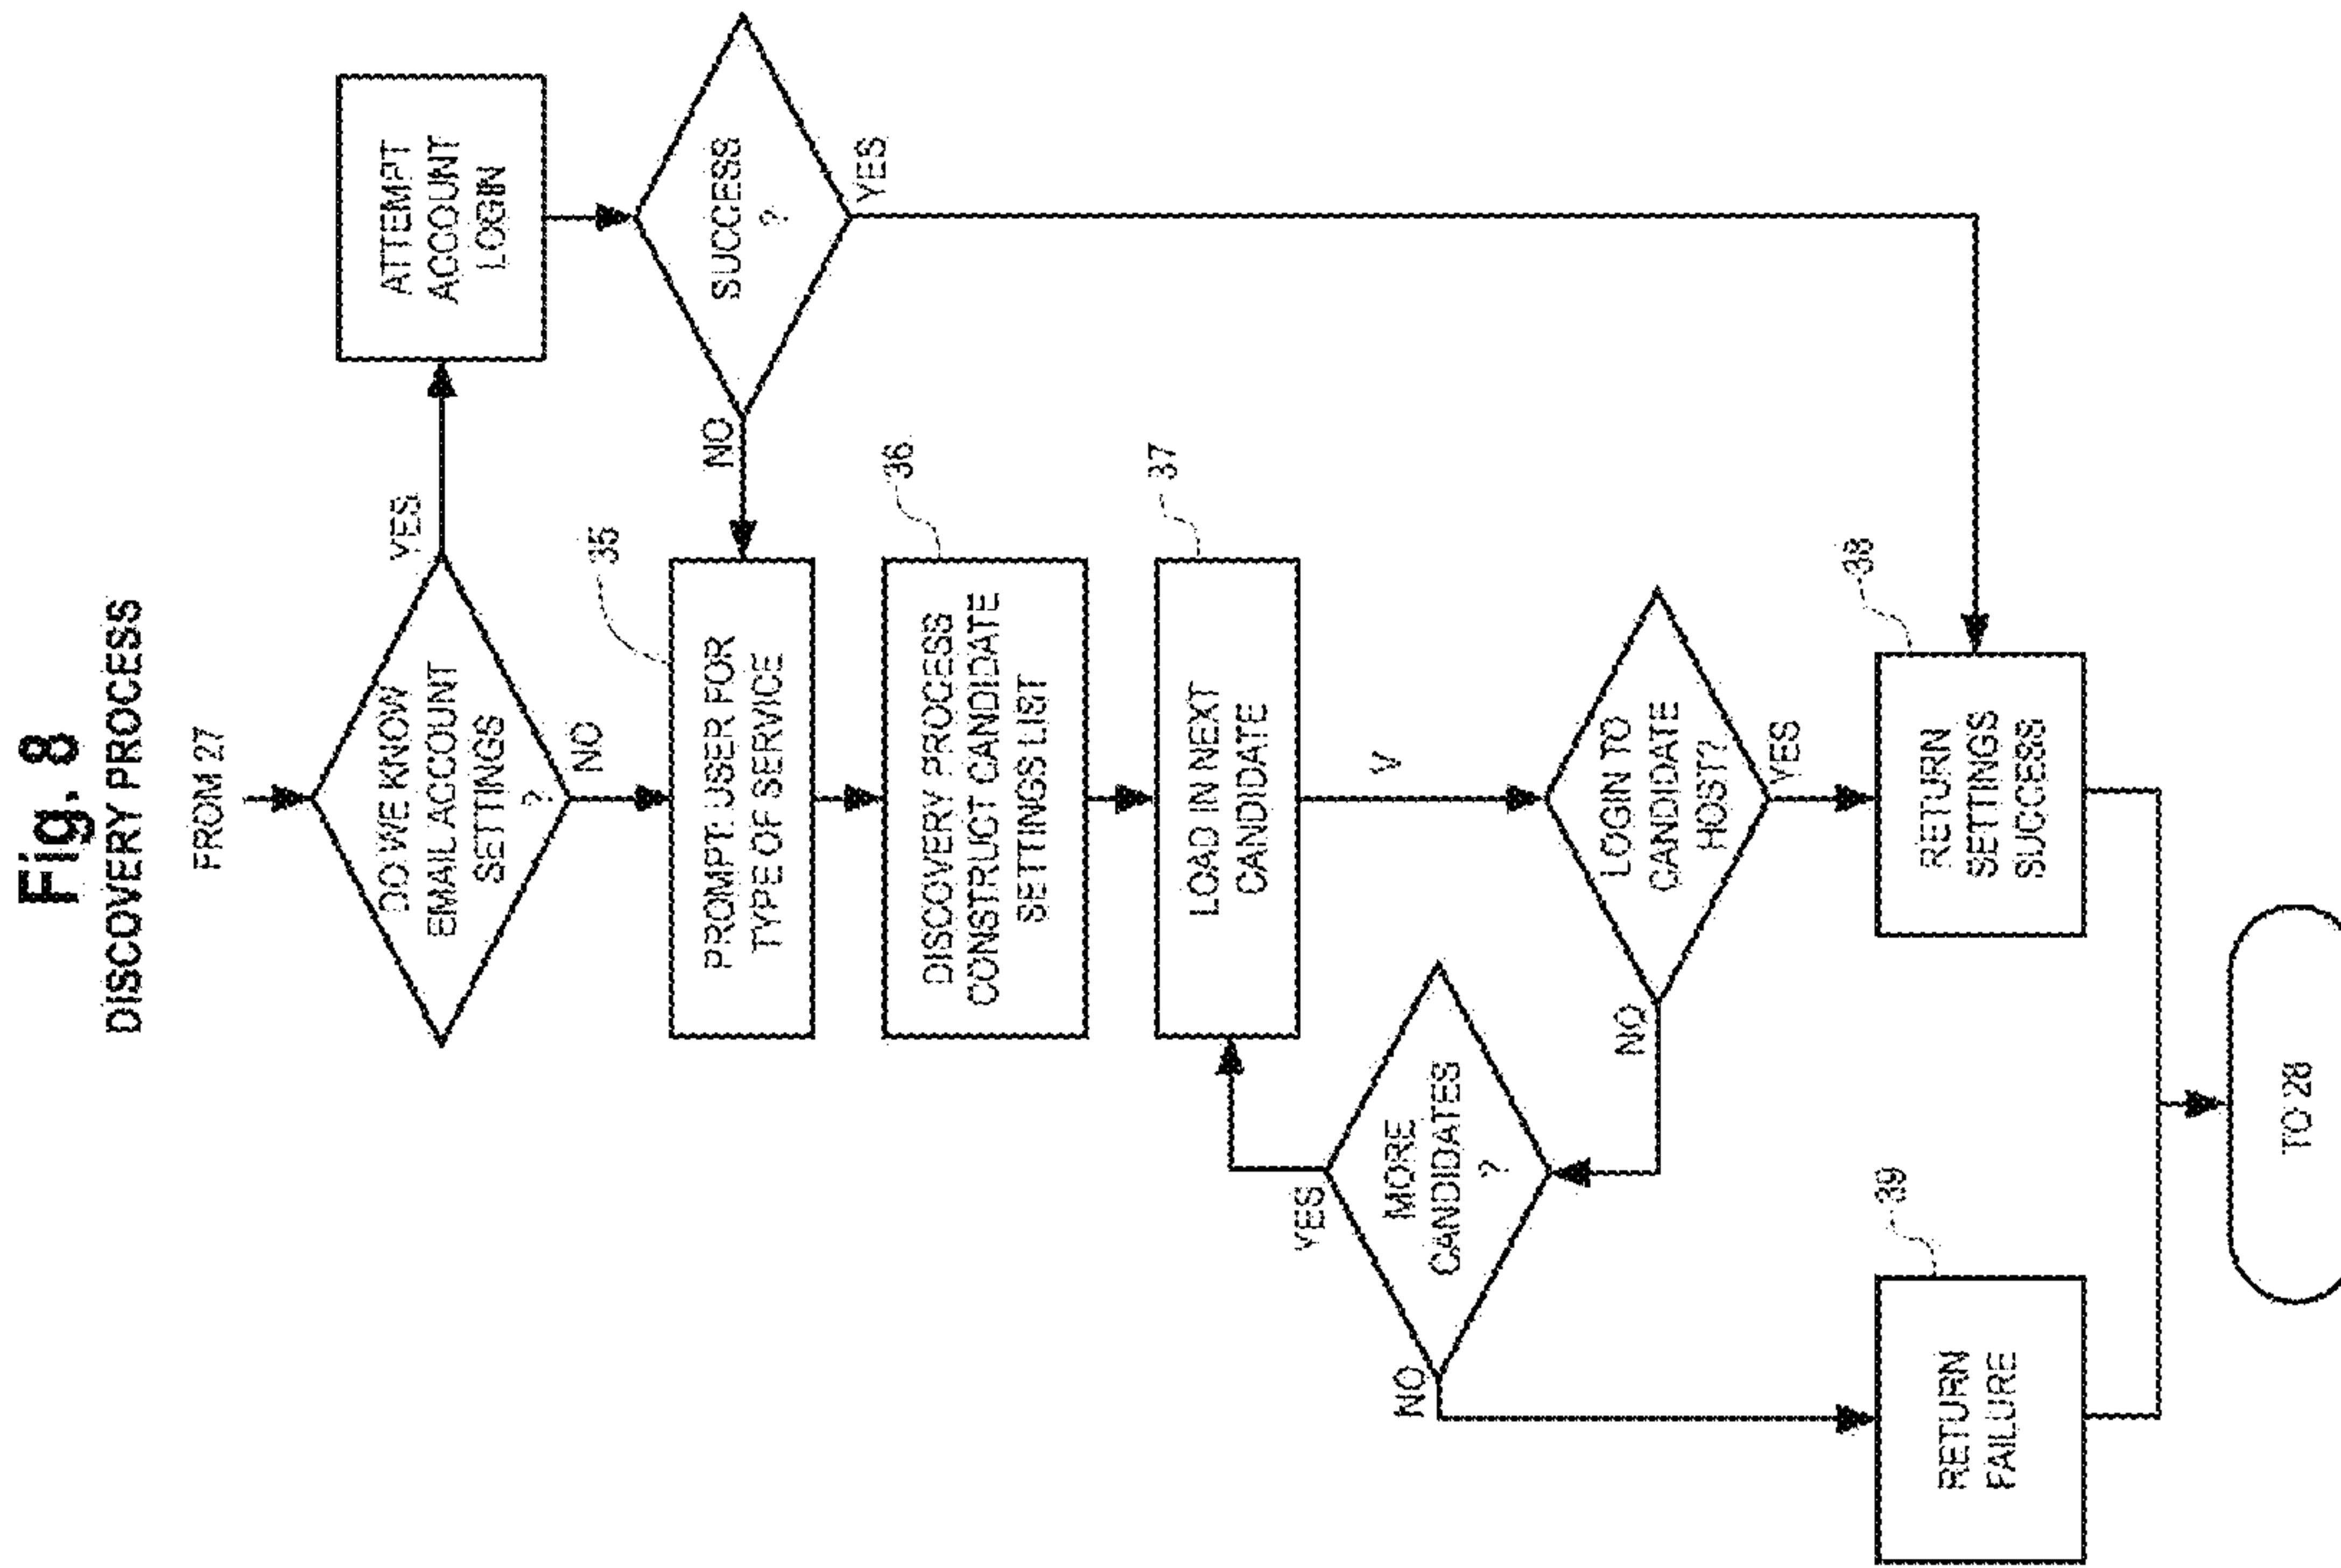 Fig. 8
DISCOVERY PROCESS
FROM 27
DO WE KNOW
EMAIL ACCOUNT
SETTINGS
?
YES
NO
ATTEMPT
ACCOUNT
LOGIN
SUCCESS
?
NO
YES
35
PROMPT USER FOR
TYPE OF SERVICE
36
DISCOVERY PROCESS
CONSTRUCT CANDIDATE
SETTINGS LIST
37
LOAD IN NEXT
CANDIDATE
V
LOGIN TO
CANDIDATE
HOST?
NO
YES
MORE
CANDIDATES
?
YES
NO
38
RETURN
SETTINGS
SUCCESS
39
RETURN
FAILURE
TO 28